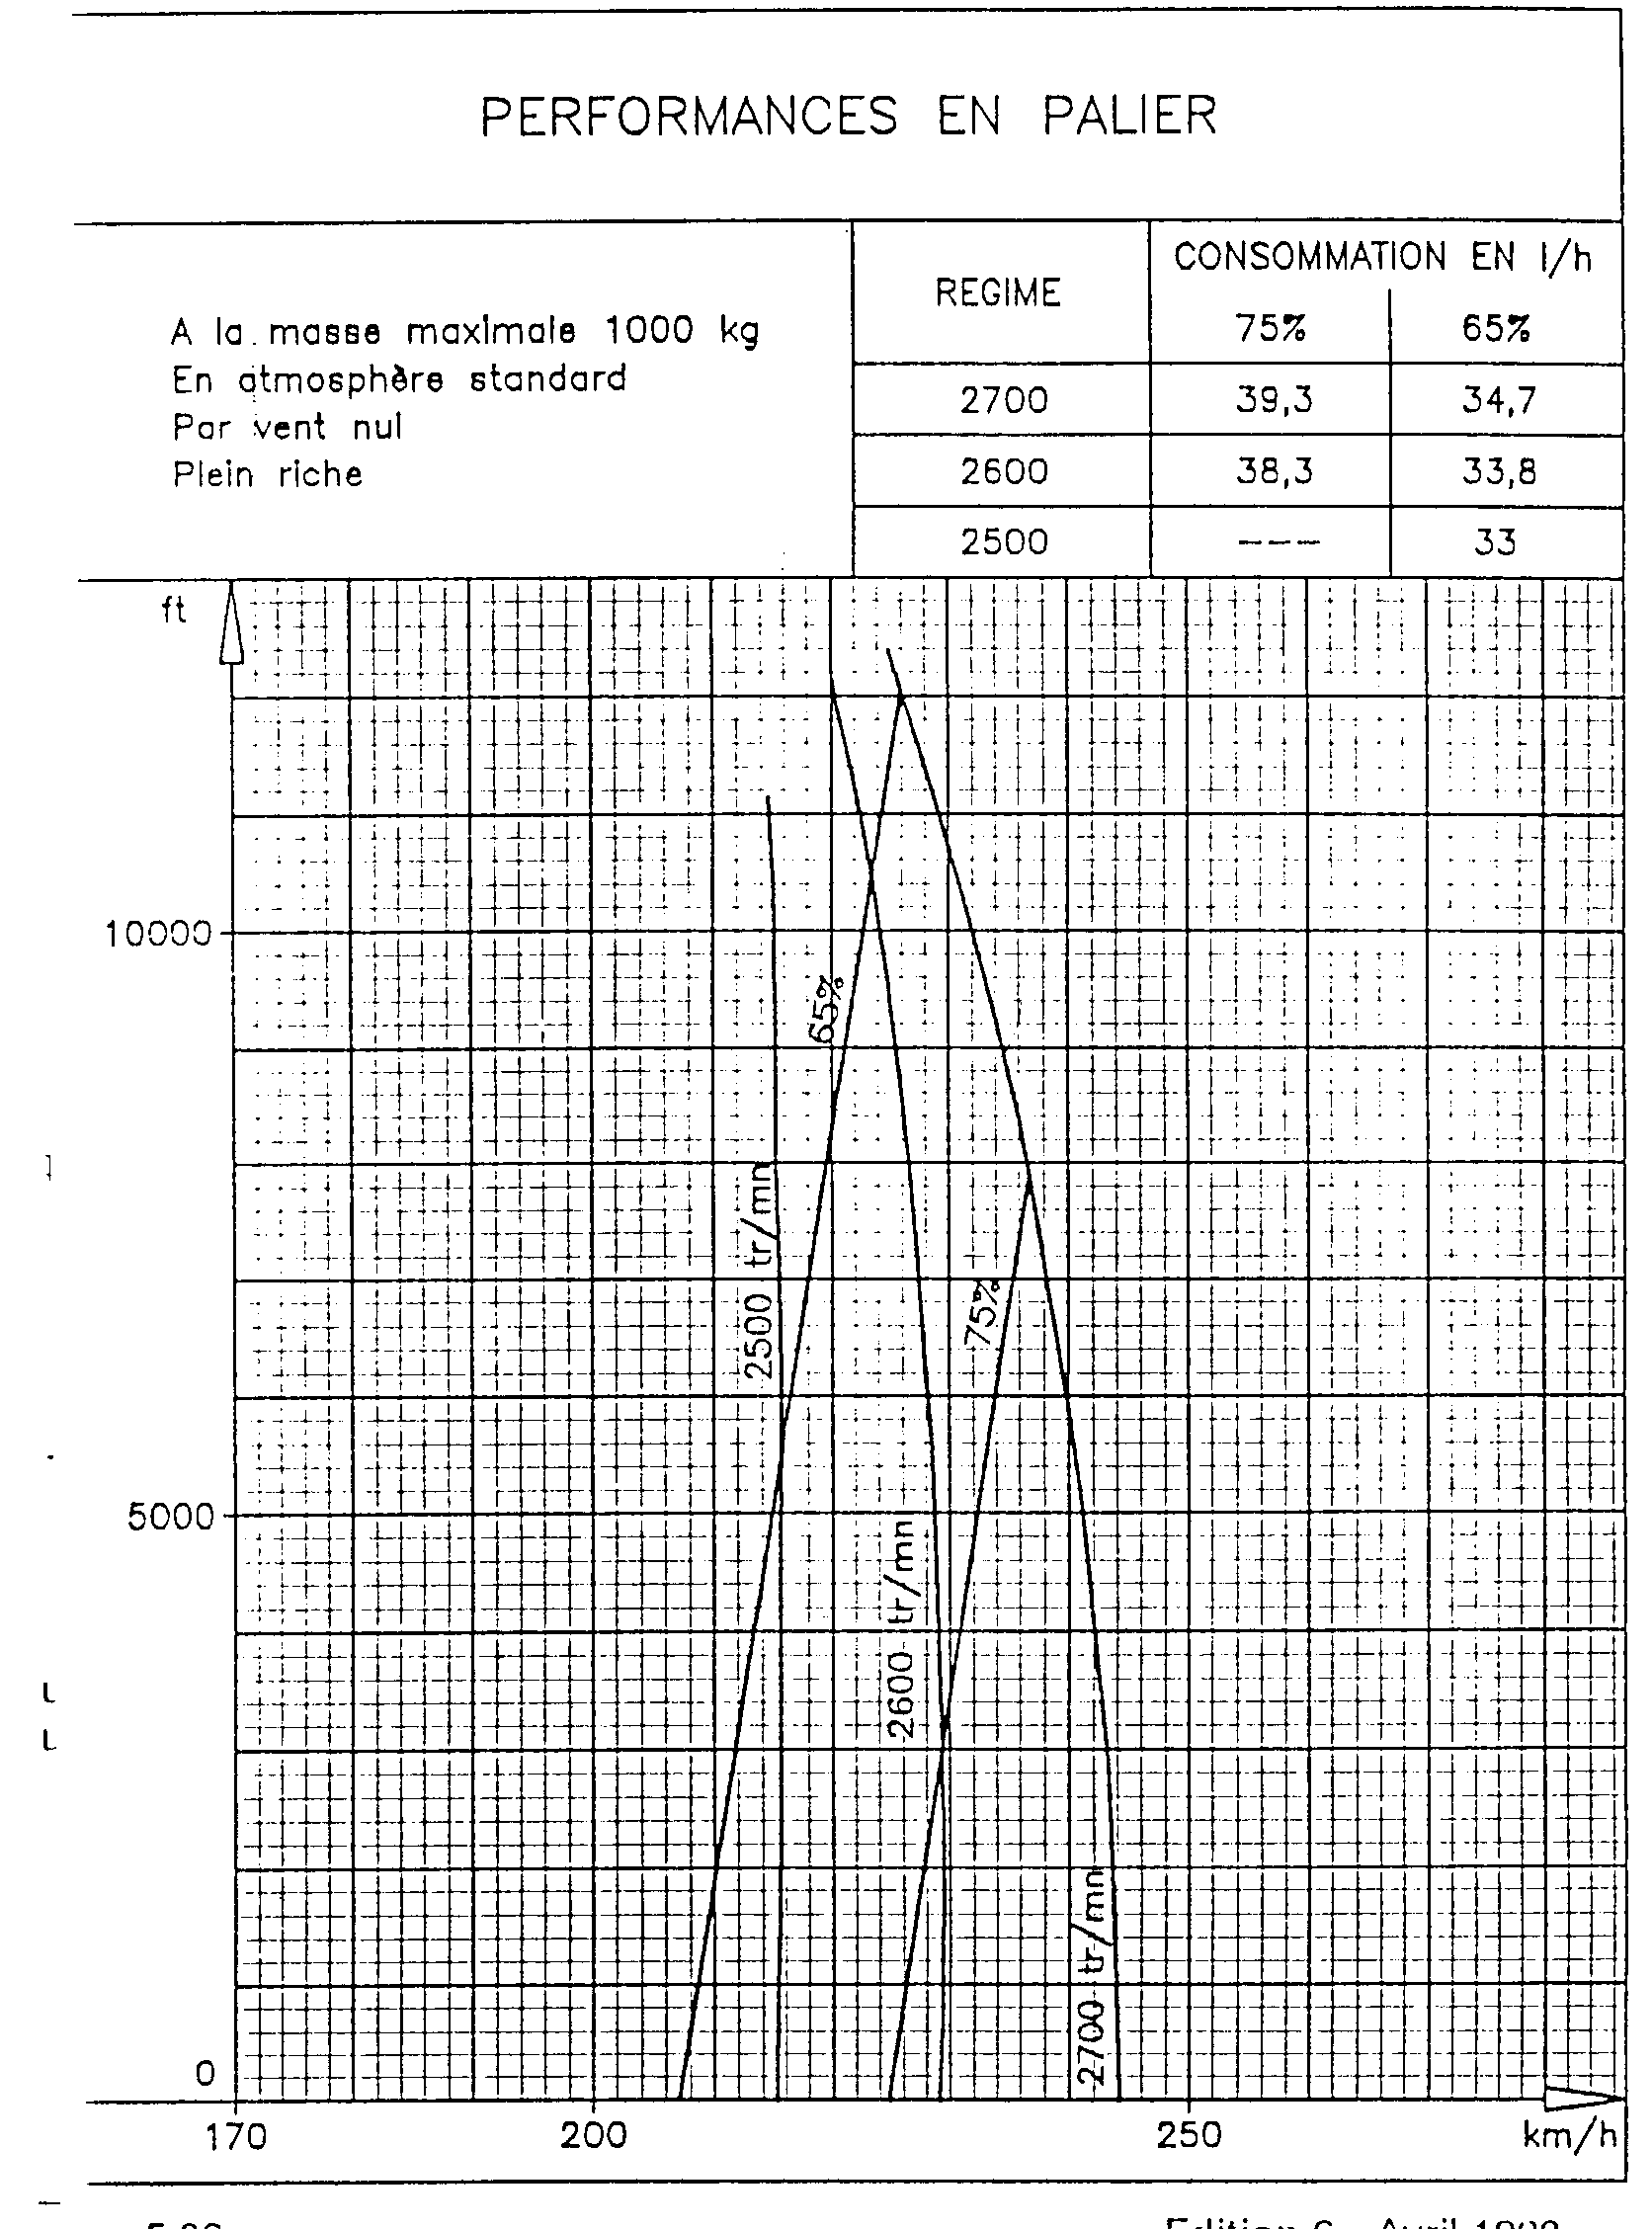 PERFORMANCES EN PALIER
A la masse maximale 1000 kg
En atmosphère standard
Par vent nul
Plein riche
REGIME
CONSOMMATION EN l/h
75% 65%
2700 39,3 34,7
2600 38,3 33,8
2500 --- 33
ft
10000
65%
2500 tr/mn
75%
5000
2600 tr/mn
2700 tr/mn
0
170 200 250 km/h